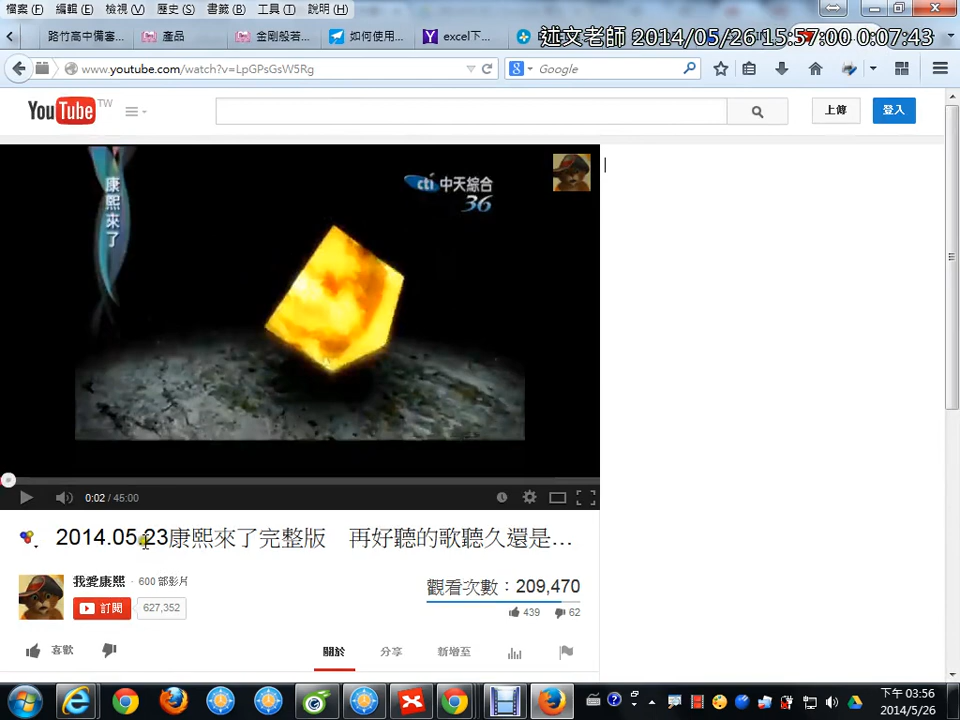 檔案(F) 編輯(E) 檢視(V) 歷史(S) 書籤(B) 工具(T) 說明(H)
路竹高中備審... 產品 金剛般若... 如何使用... excel下...
述文老師 2014/05/26 15:57:00 0:07:43
www.youtube.com/watch?v=LpGPsGsW5Rg
Google
YouTube TW
上傳 登入
康熙來了
cti 中天綜合
36
0:02 / 45:00
2014.05.23康熙來了完整版 再好聽的歌聽久還是...
我愛康熙 · 600 部影片
觀看次數：209,470
訂閱 627,352
439 62
喜歡
關於 分享 新增至
下午 03:56
2014/5/26